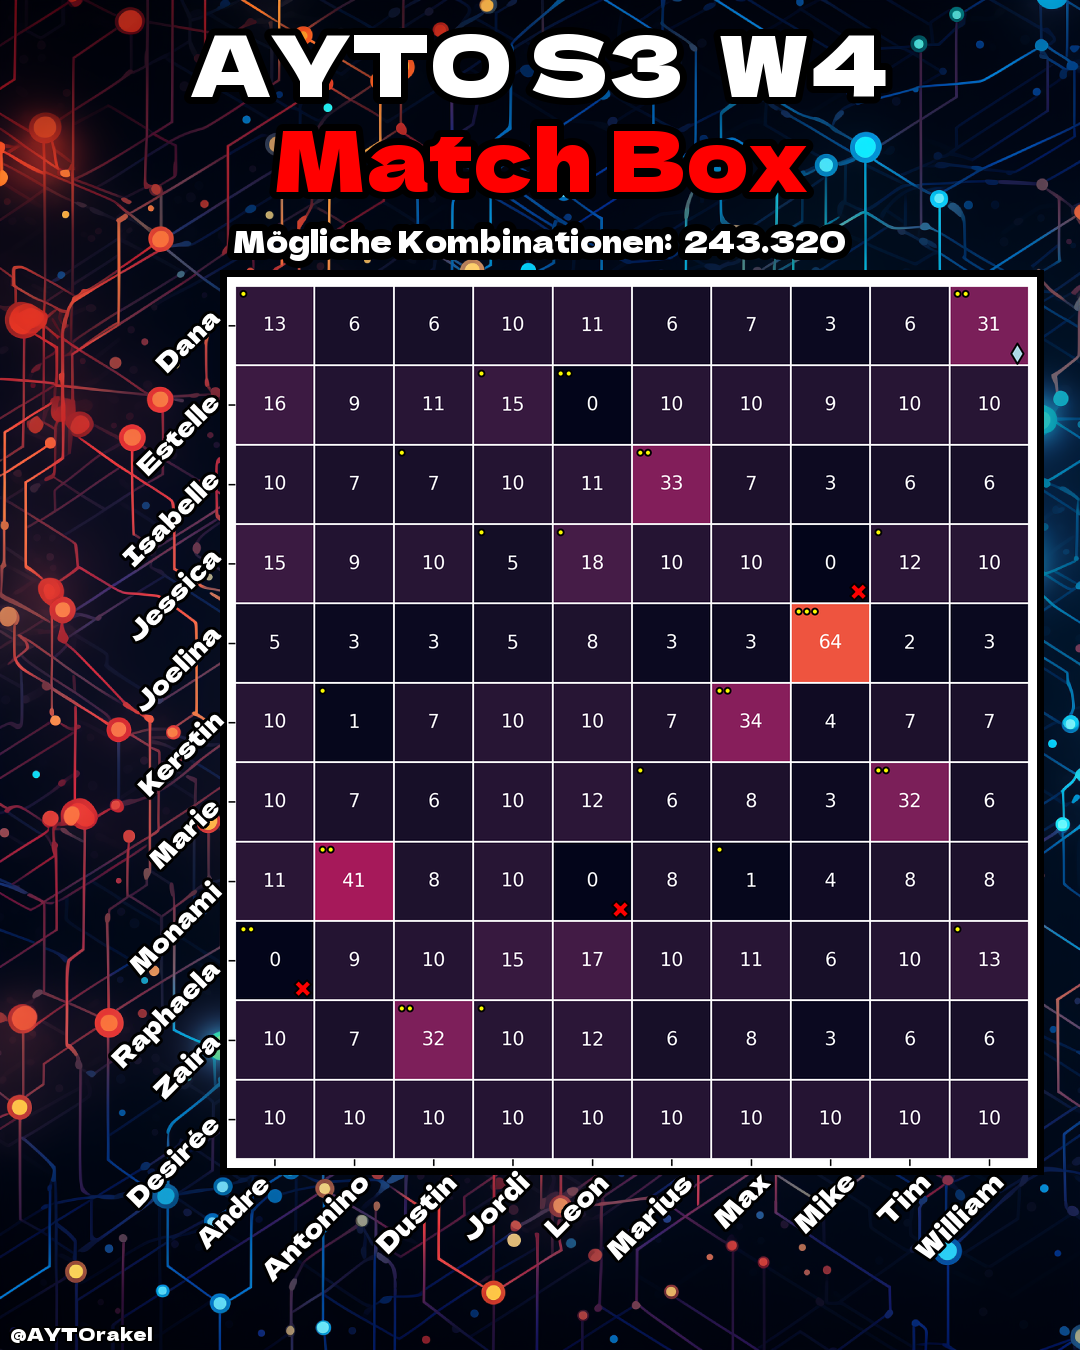 AYTO S3 W4
Match Box
Mögliche Kombinationen: 243.320
Dana 13 6 6 10 11 6 7 3 6 31
Estelle 16 9 11 15 0 10 10 9 10 10
Isabelle 10 7 7 10 11 33 7 3 6 6
Jessica 15 9 10 5 18 10 10 0 12 10
Joelina 5 3 3 5 8 3 3 64 2 3
Kerstin 10 1 7 10 10 7 34 4 7 7
Marie 10 7 6 10 12 6 8 3 32 6
Monami 11 41 8 10 0 8 1 4 8 8
Raphaela 0 9 10 15 17 10 11 6 10 13
Zaira 10 7 32 10 12 6 8 3 6 6
Desirée 10 10 10 10 10 10 10 10 10 10
Andre Antonino Dustin Jordi Leon Marius Max Mike Tim William
@AYTOrakel